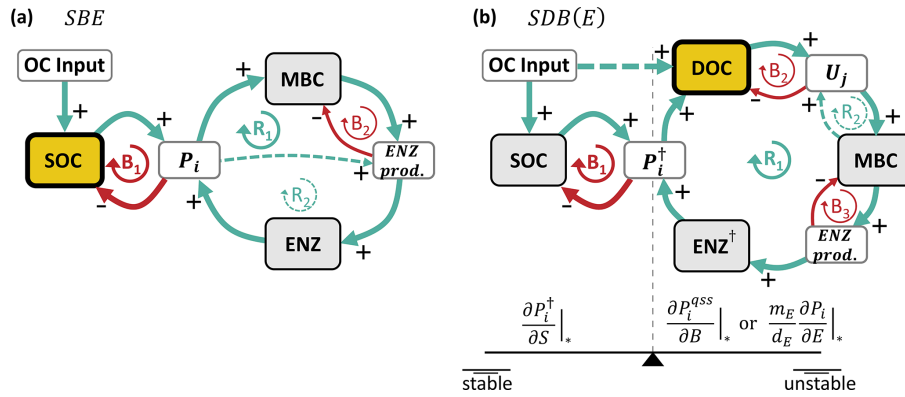 (a) SBE
OC Input
+
SOC
+
-
B₁
P_i
+
+
R₁
MBC
+
-
B₂
+
ENZ
prod.
R₂
+
+
ENZ
+
(b) SDB(E)
OC Input
+
SOC
+
-
B₁
P_i^†
+
+
+
DOC
+
-
B₂
+
U_j
+
R₂
+
R₁
MBC
-
B₃
+
ENZ
prod.
+
ENZ^†
+
∂P_i^†/∂S|_*
∂P_i^{qss}/∂B|_* or m_E/d_E ∂P_i/∂E|_*
stable
unstable